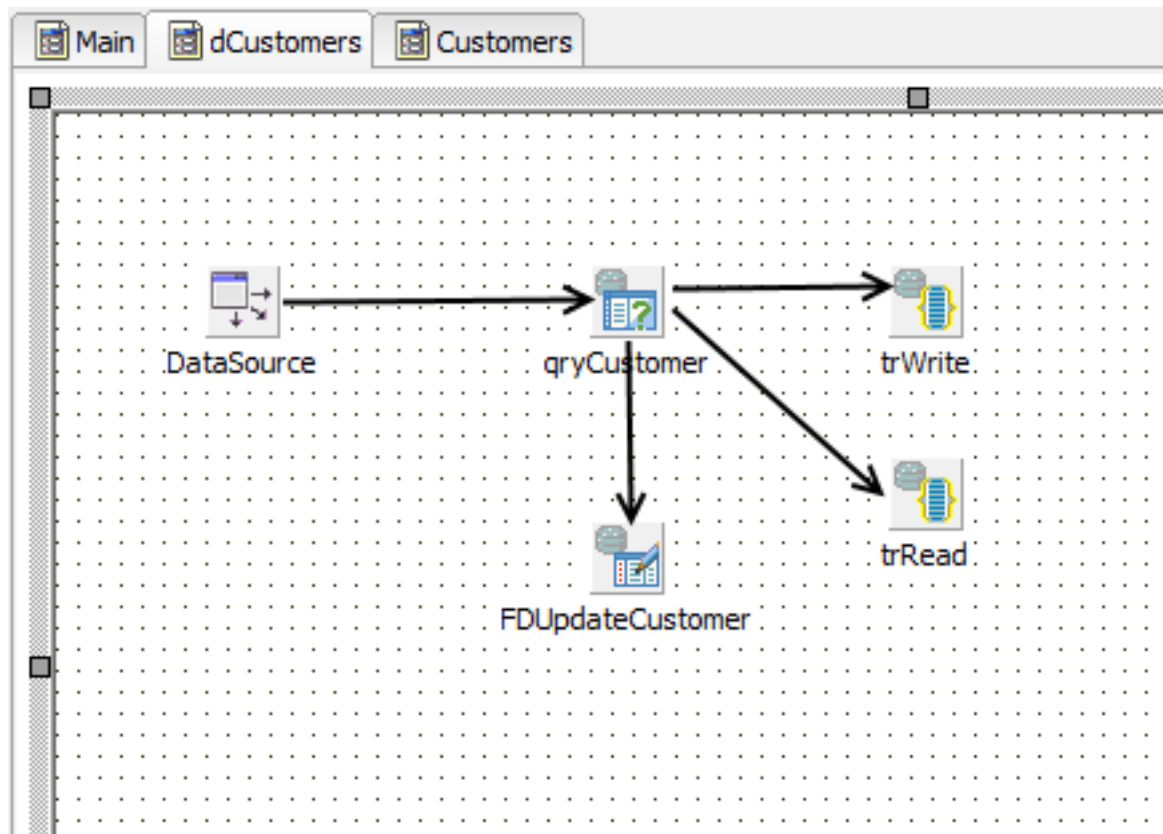 Main
dCustomers
Customers
DataSource
qryCustomer
trWrite
trRead
FDUpdateCustomer